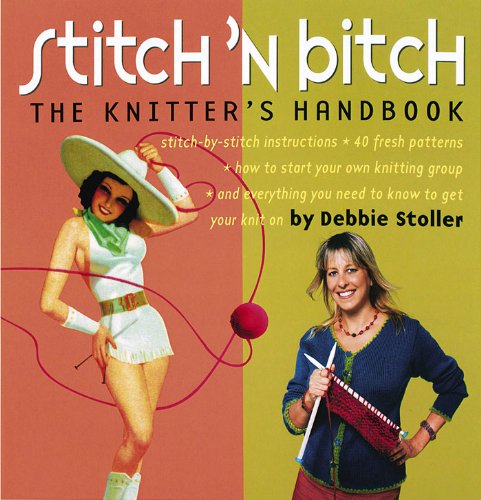 stitch 'n bitch
THE KNITTER'S HANDBOOK
stitch-by-stitch instructions * 40 fresh patterns
* how to start your own knitting group
* and everything you need to know to get
your knit on by Debbie Stoller